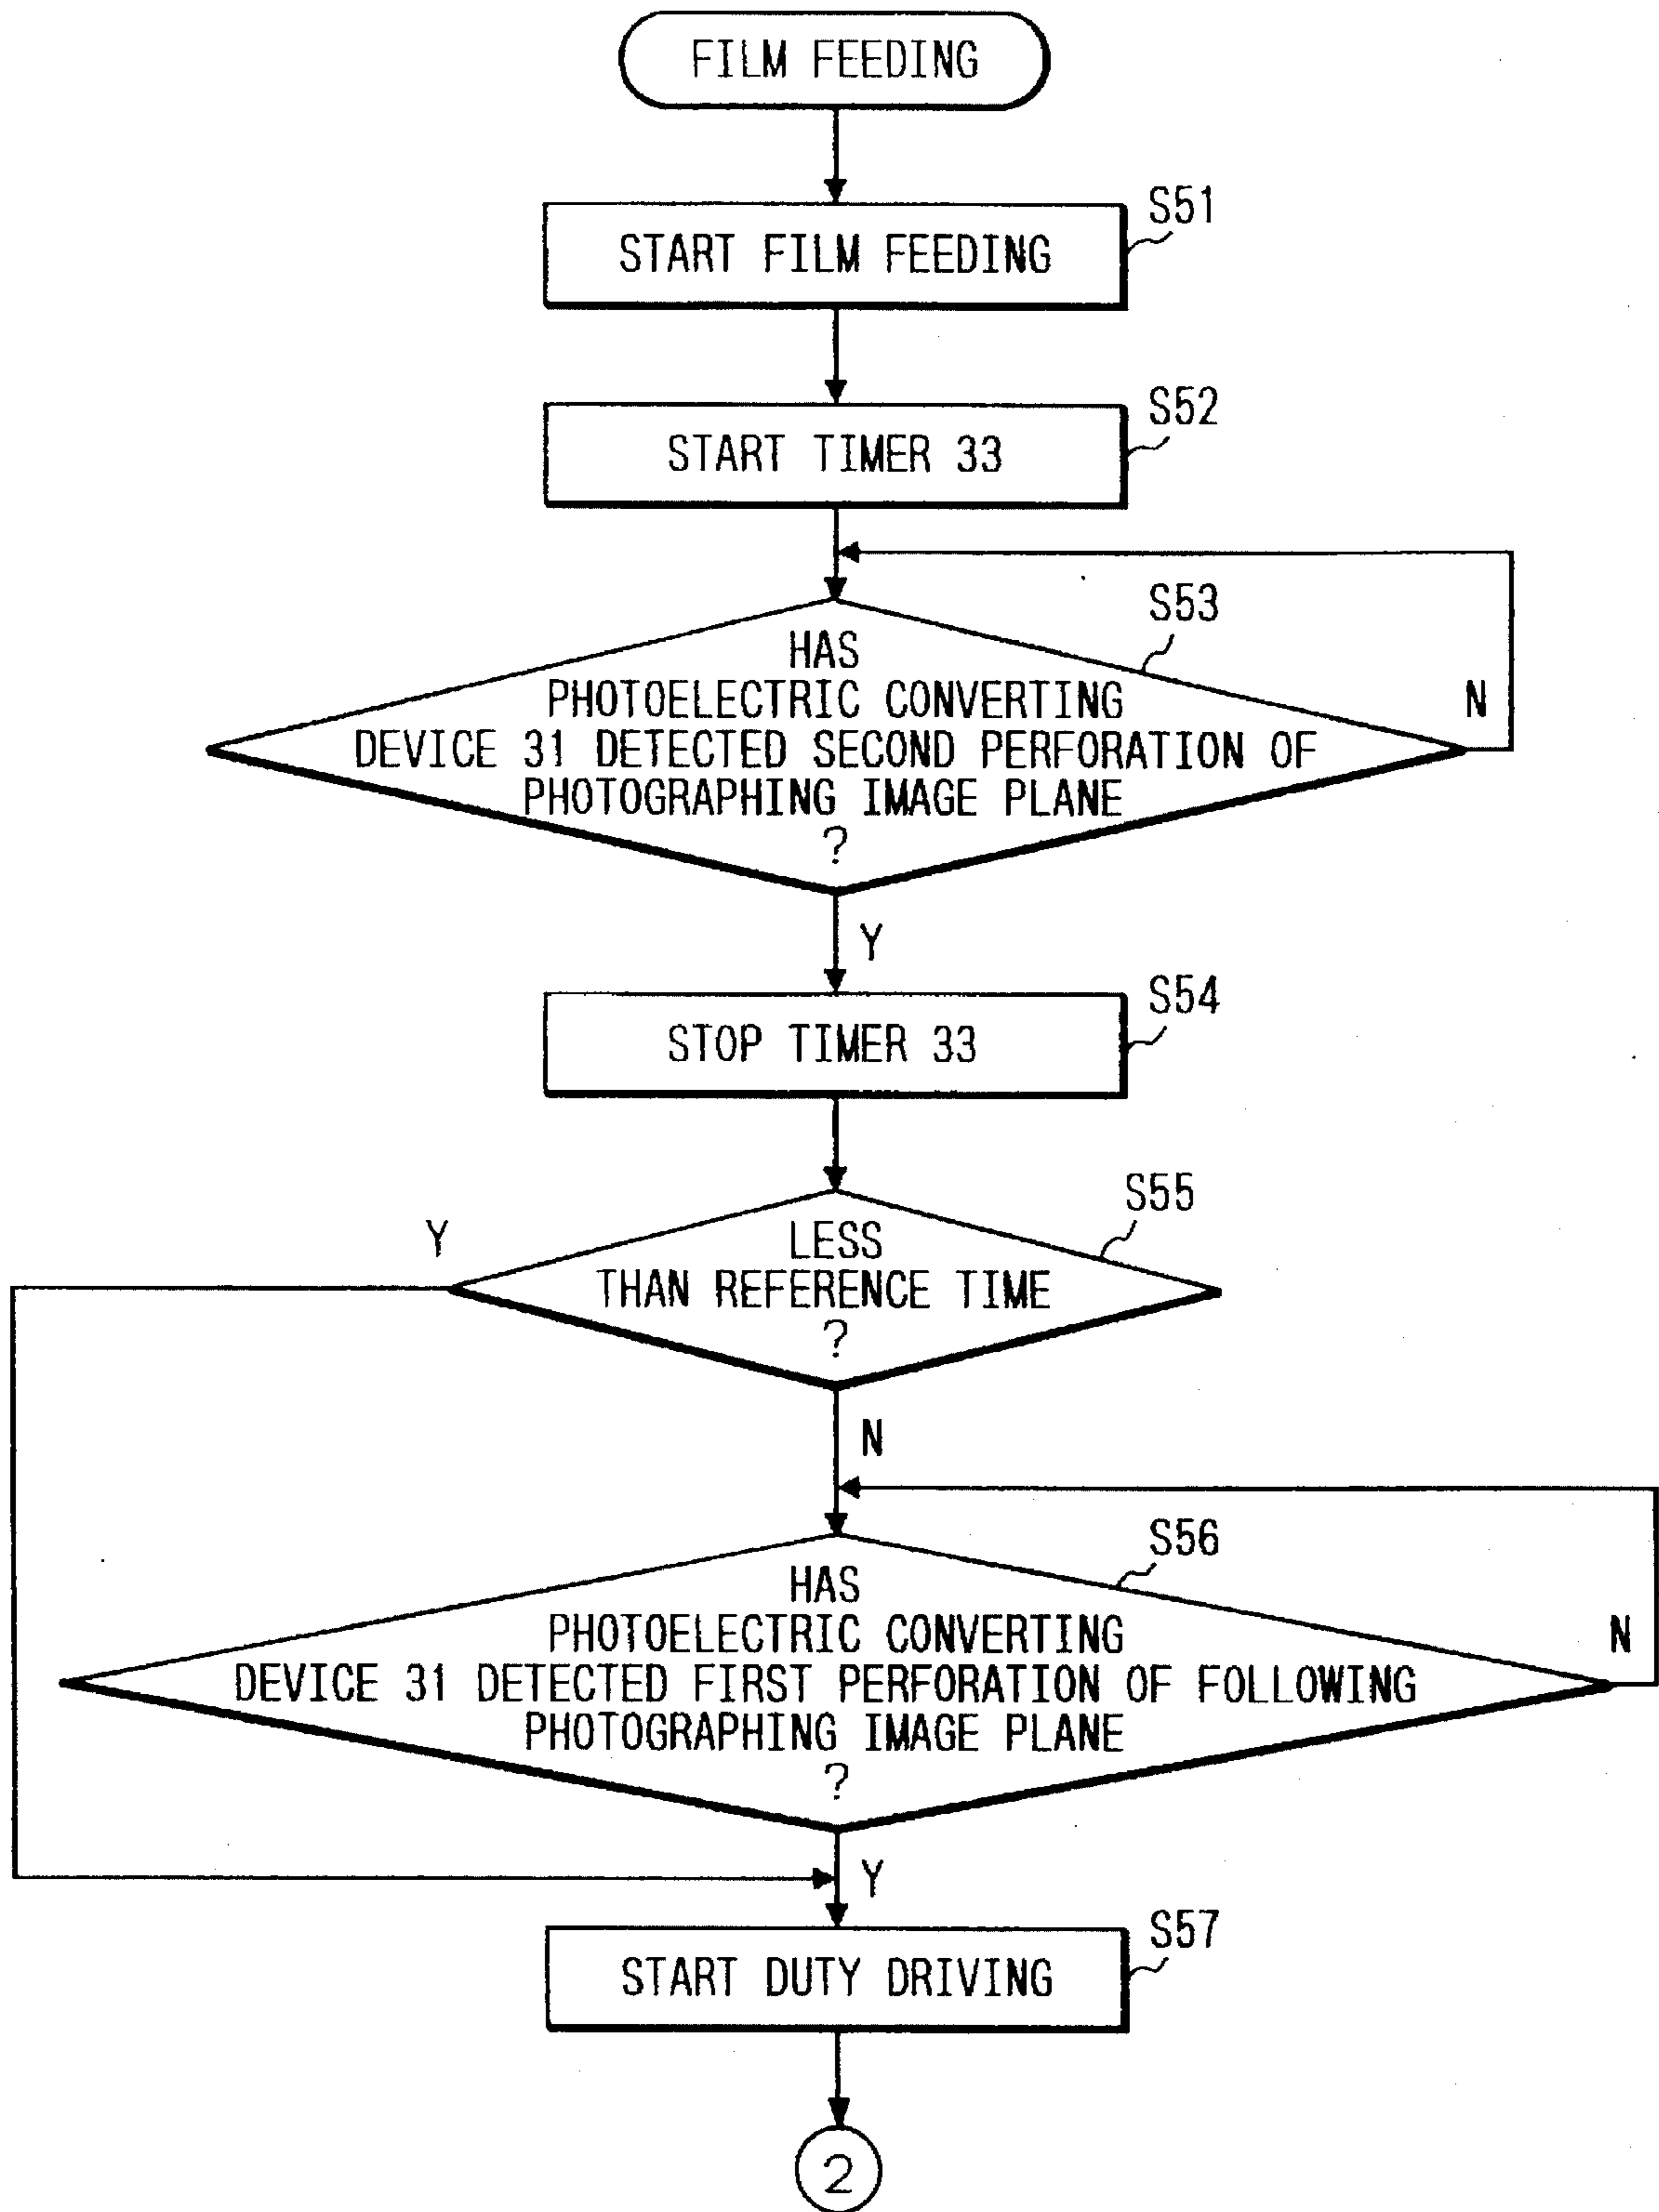 FILM FEEDING
S51
START FILM FEEDING
S52
START TIMER 33
S53
HAS
PHOTOELECTRIC CONVERTING
DEVICE 31 DETECTED SECOND PERFORATION OF
PHOTOGRAPHING IMAGE PLANE
?
N
Y
S54
STOP TIMER 33
S55
Y
LESS
THAN REFERENCE TIME
?
N
S56
HAS
PHOTOELECTRIC CONVERTING
DEVICE 31 DETECTED FIRST PERFORATION OF FOLLOWING
PHOTOGRAPHING IMAGE PLANE
?
N
Y
S57
START DUTY DRIVING
2